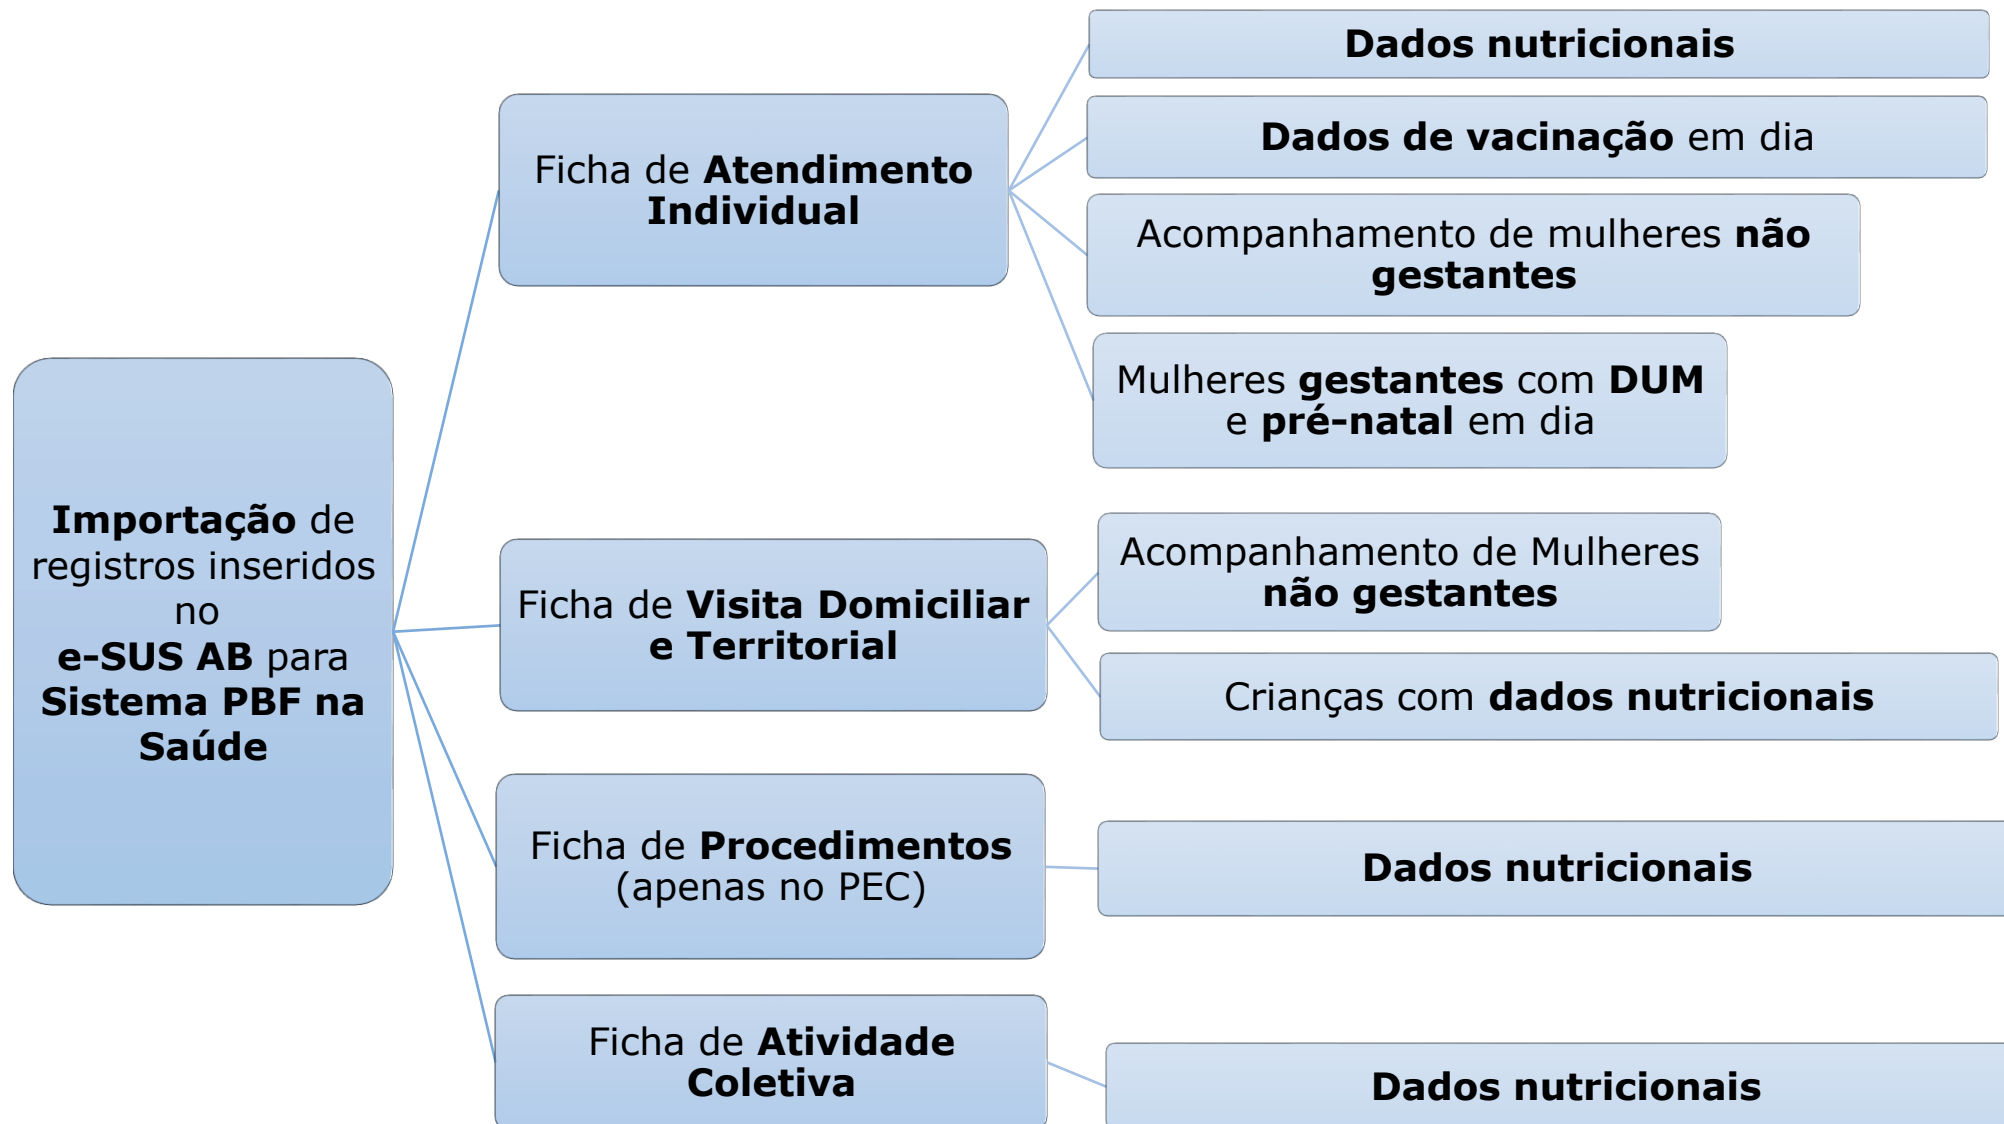 Importação de
registros inseridos
no
e-SUS AB para
Sistema PBF na
Saúde
Ficha de Atendimento
Individual
Dados nutricionais
Dados de vacinação em dia
Acompanhamento de mulheres não
gestantes
Mulheres gestantes com DUM
e pré-natal em dia
Ficha de Visita Domiciliar
e Territorial
Acompanhamento de Mulheres
não gestantes
Crianças com dados nutricionais
Ficha de Procedimentos
(apenas no PEC)
Dados nutricionais
Ficha de Atividade
Coletiva
Dados nutricionais